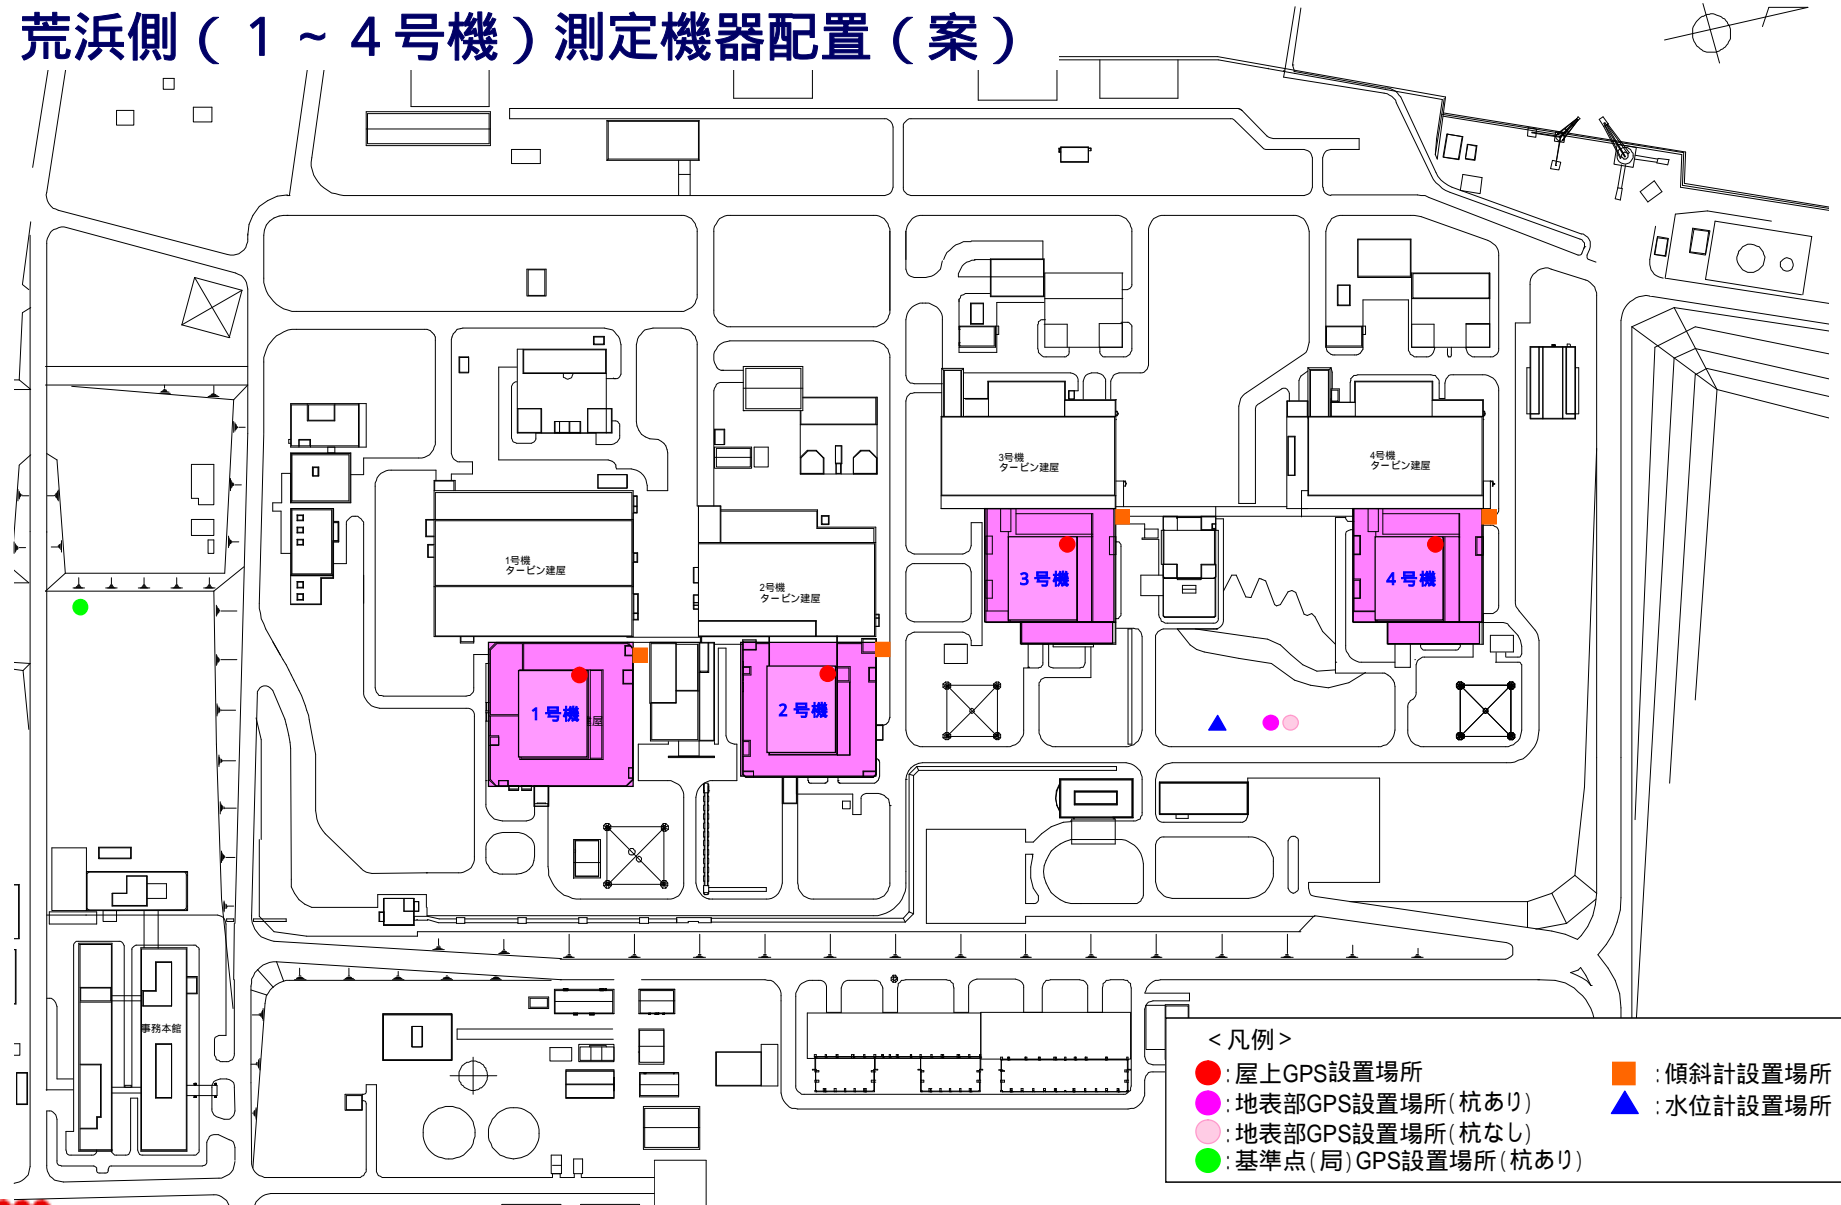 荒浜側（１～４号機）測定機器配置（案）
3号機
タービン建屋
4号機
タービン建屋
1号機
タービン建屋
2号機
タービン建屋
３号機
４号機
１号機
屋
２号機
事務本館
＜凡例＞
：屋上GPS設置場所
：地表部GPS設置場所（杭あり）
：地表部GPS設置場所（杭なし）
：基準点（局）GPS設置場所（杭あり）
：傾斜計設置場所
：水位計設置場所